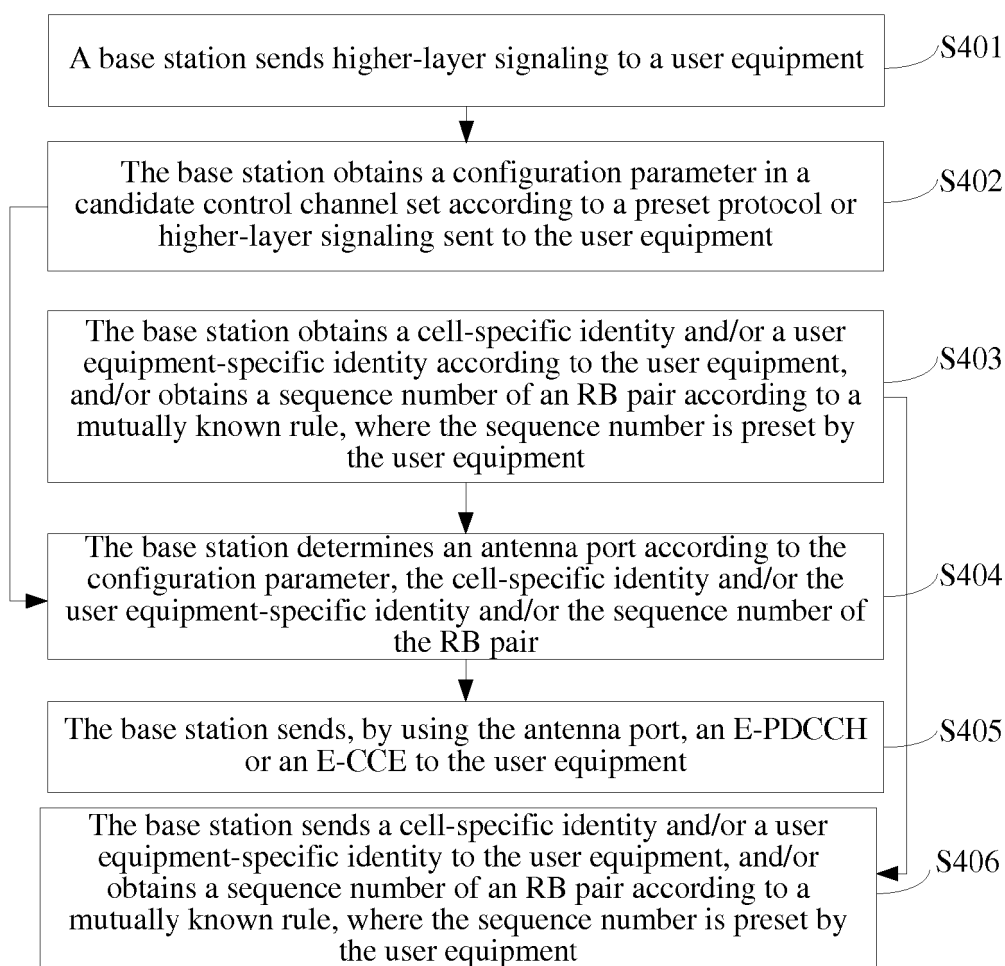 A base station sends higher-layer signaling to a user equipment
S401
The base station obtains a configuration parameter in a
candidate control channel set according to a preset protocol or
higher-layer signaling sent to the user equipment
S402
The base station obtains a cell-specific identity and/or a user
equipment-specific identity according to the user equipment,
and/or obtains a sequence number of an RB pair according to a
mutually known rule, where the sequence number is preset by
the user equipment
S403
The base station determines an antenna port according to the
configuration parameter, the cell-specific identity and/or the
user equipment-specific identity and/or the sequence number of
the RB pair
S404
The base station sends, by using the antenna port, an E-PDCCH
or an E-CCE to the user equipment
S405
The base station sends a cell-specific identity and/or a user
equipment-specific identity to the user equipment, and/or
obtains a sequence number of an RB pair according to a
mutually known rule, where the sequence number is preset by
the user equipment
S406